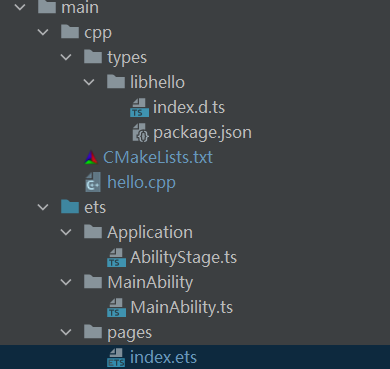 main
cpp
types
libhello
index.d.ts
package.json
CMakeLists.txt
hello.cpp
ets
Application
AbilityStage.ts
MainAbility
MainAbility.ts
pages
index.ets